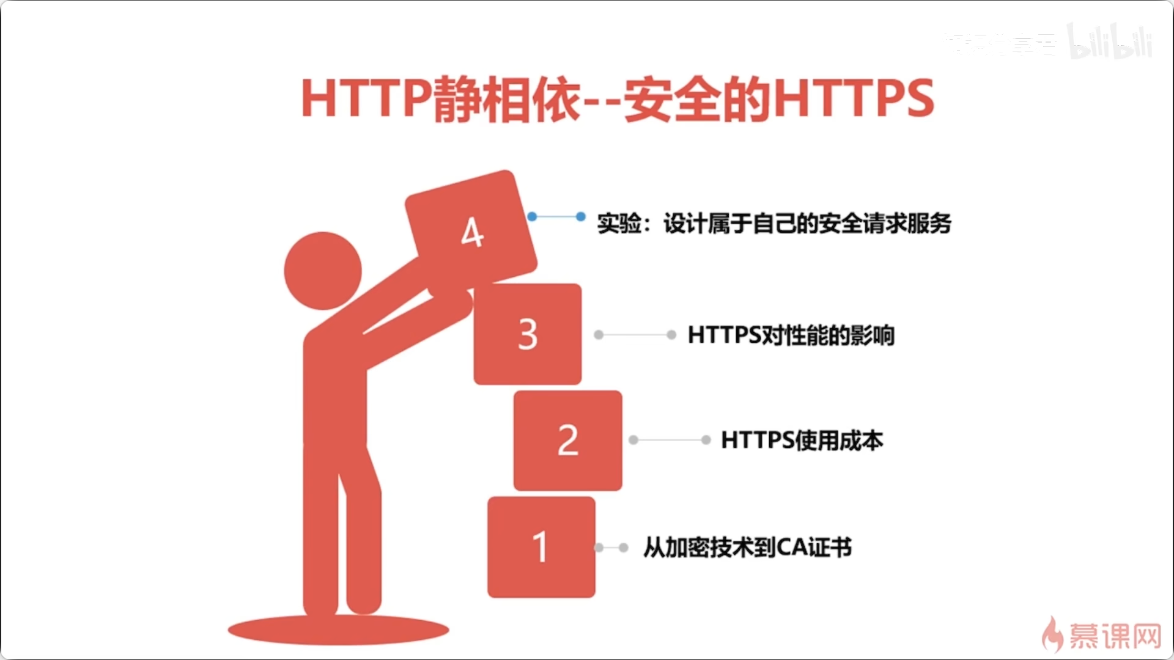 bilibili
HTTP静相依--安全的HTTPS
4
实验：设计属于自己的安全请求服务
3
HTTPS对性能的影响
2
HTTPS使用成本
1
从加密技术到CA证书
慕课网